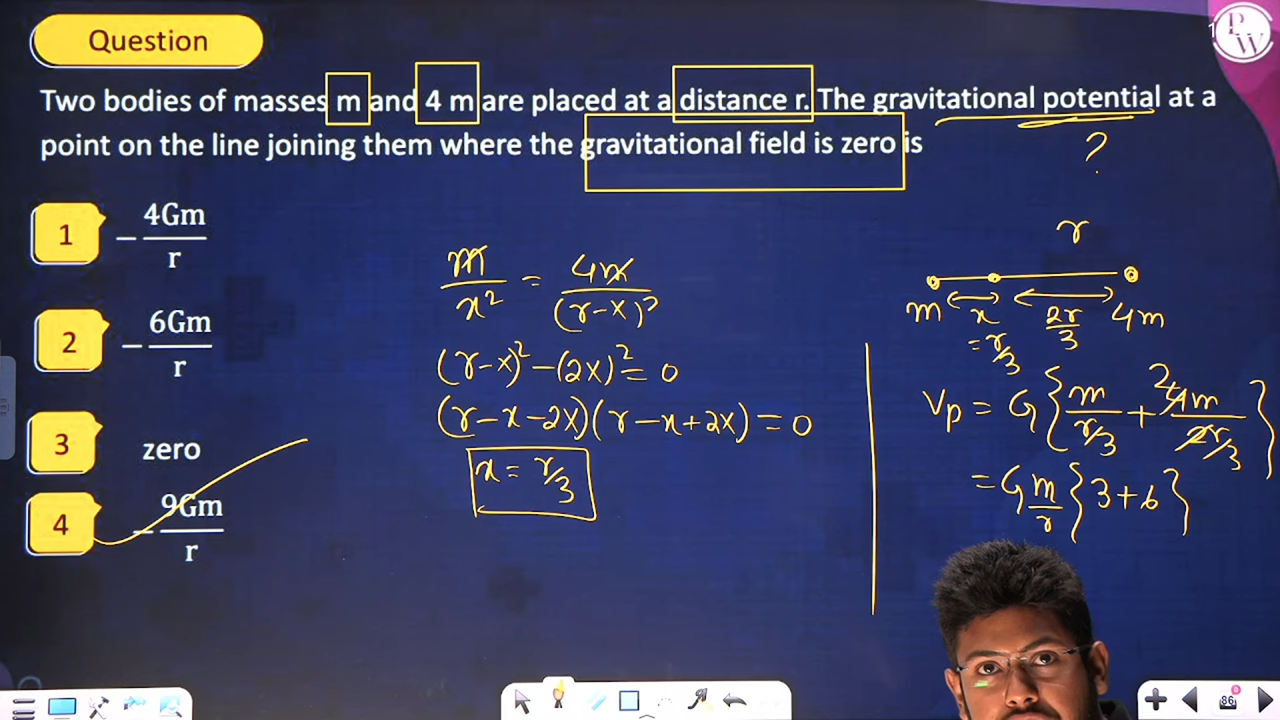 Question
Two bodies of masses m and 4 m are placed at a distance r. The gravitational potential at a
point on the line joining them where the gravitational field is zero is
?
1
− 4Gm/r
2
− 6Gm/r
3
zero
4
− 9Gm/r
m/x² = 4m/(r-x)²
(r-x)² - (2x)² = 0
(r-x-2x)(r-x+2x) = 0
x = r/3
r
m x 2r/3 4m
= r/3
Vp = G { m/r/3 + 2 4m/2r/3 }
= G m/r { 3+6 }
PW
86